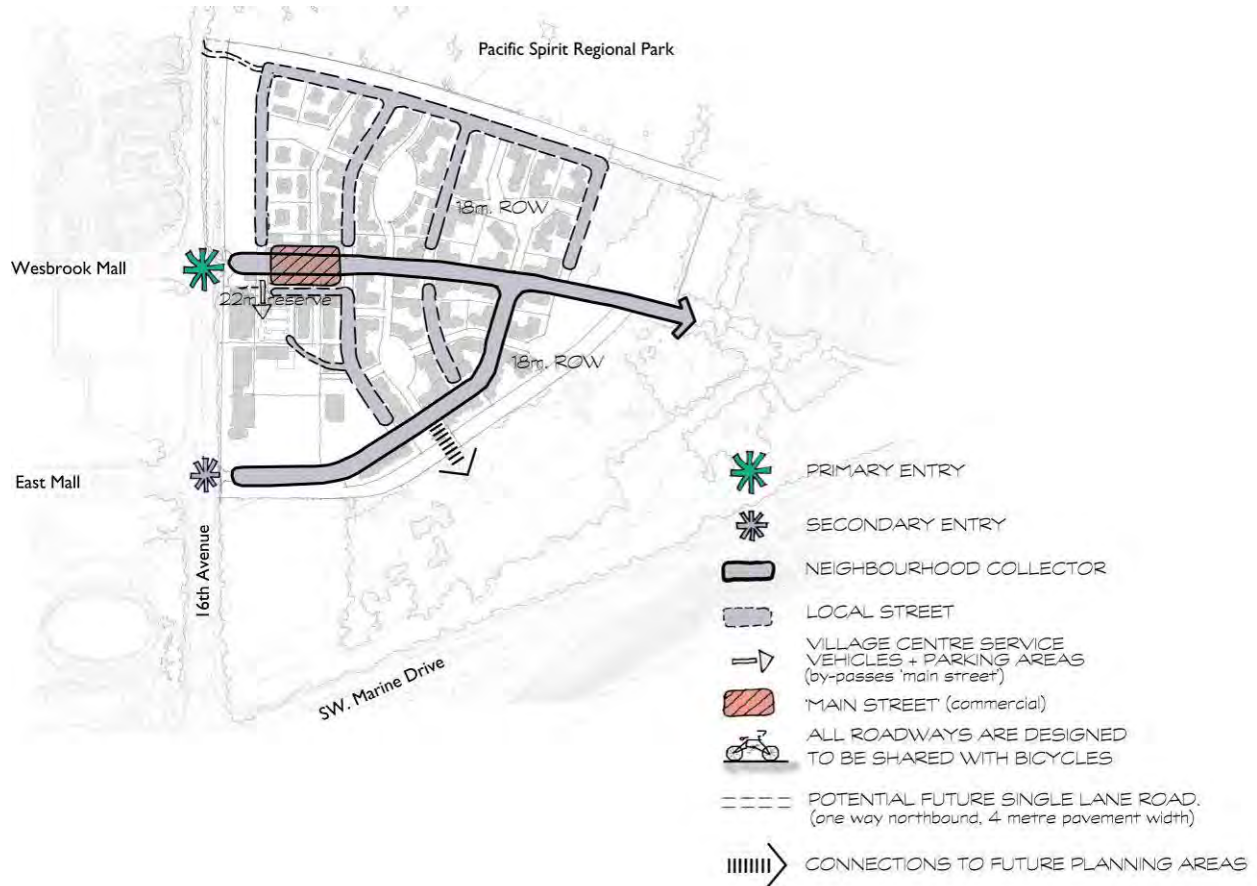 Pacific Spirit Regional Park
18m. ROW
Wesbrook Mall
22m reserve
18m. ROW
East Mall
16th Avenue
SW. Marine Drive
PRIMARY ENTRY
SECONDARY ENTRY
NEIGHBOURHOOD COLLECTOR
LOCAL STREET
VILLAGE CENTRE SERVICE
VEHICLES + PARKING AREAS
(by-passes 'main street')
'MAIN STREET' (commercial)
ALL ROADWAYS ARE DESIGNED
TO BE SHARED WITH BICYCLES
POTENTIAL FUTURE SINGLE LANE ROAD.
(one way northbound, 4 metre pavement width)
CONNECTIONS TO FUTURE PLANNING AREAS